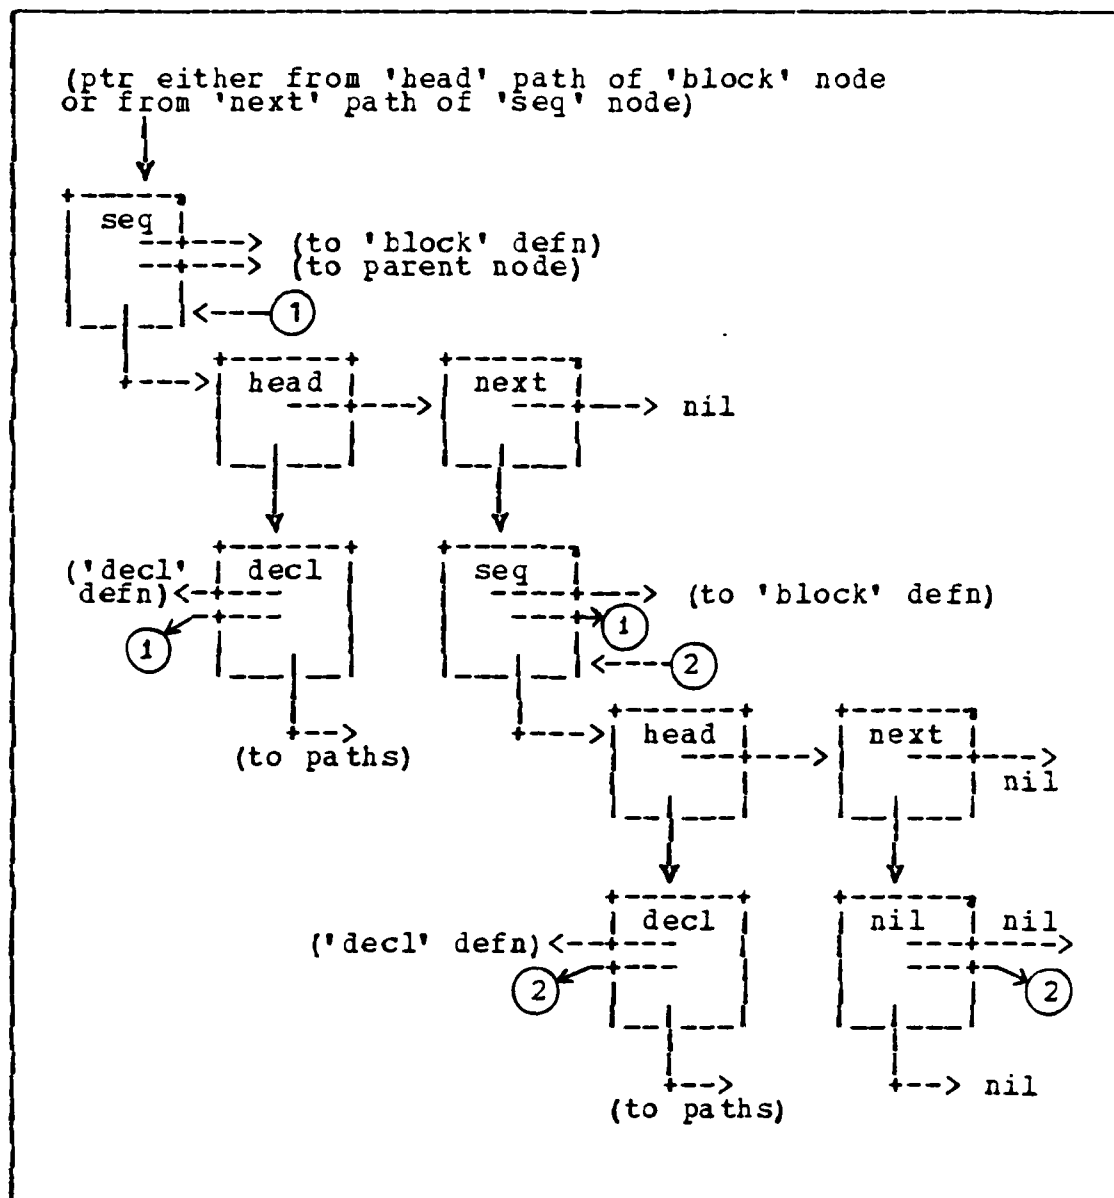 (ptr either from 'head' path of 'block' node
or from 'next' path of 'seq' node)
seq
(to 'block' defn)
(to parent node)
1
head
next
nil
decl
seq
('decl'
defn)
(to 'block' defn)
1
1
2
(to paths)
head
next
nil
decl
nil
nil
('decl' defn)
2
2
nil
(to paths)